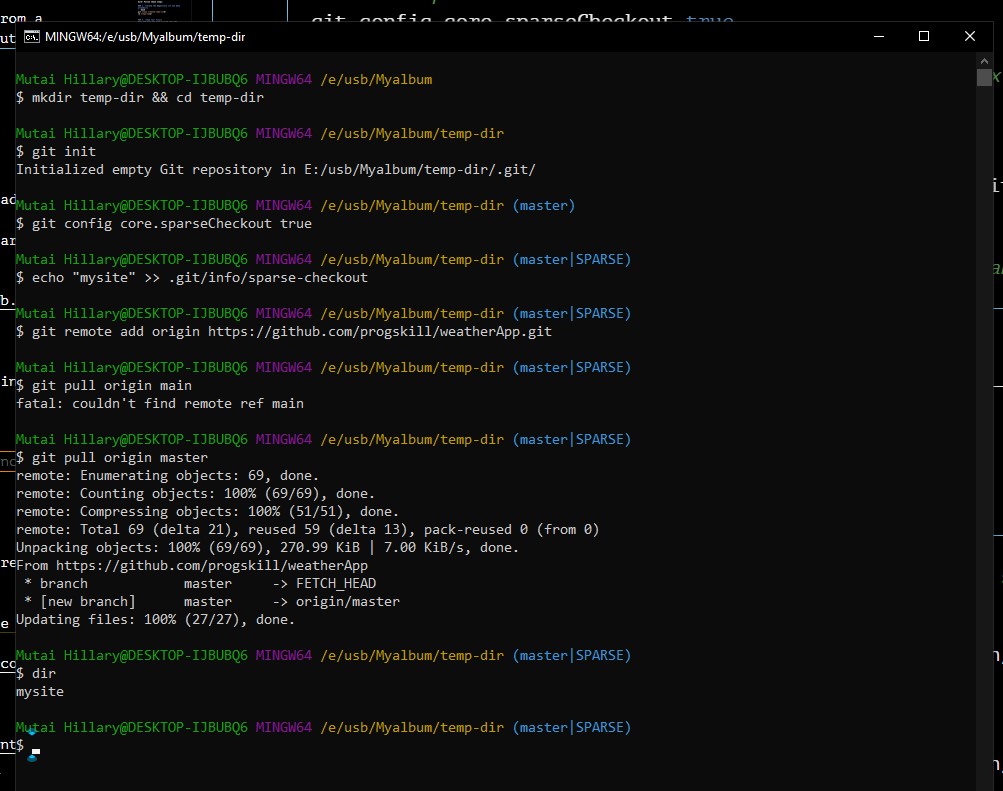 rom a
git config core.sparseCheckout true
MINGW64:/e/usb/Myalbum/temp-dir
Mutai Hillary@DESKTOP-IJBUBQ6 MINGW64 /e/usb/Myalbum
$ mkdir temp-dir && cd temp-dir
Mutai Hillary@DESKTOP-IJBUBQ6 MINGW64 /e/usb/Myalbum/temp-dir
$ git init
Initialized empty Git repository in E:/usb/Myalbum/temp-dir/.git/
Mutai Hillary@DESKTOP-IJBUBQ6 MINGW64 /e/usb/Myalbum/temp-dir (master)
$ git config core.sparseCheckout true
Mutai Hillary@DESKTOP-IJBUBQ6 MINGW64 /e/usb/Myalbum/temp-dir (master|SPARSE)
$ echo "mysite" >> .git/info/sparse-checkout
Mutai Hillary@DESKTOP-IJBUBQ6 MINGW64 /e/usb/Myalbum/temp-dir (master|SPARSE)
$ git remote add origin https://github.com/progskill/weatherApp.git
Mutai Hillary@DESKTOP-IJBUBQ6 MINGW64 /e/usb/Myalbum/temp-dir (master|SPARSE)
$ git pull origin main
fatal: couldn't find remote ref main
Mutai Hillary@DESKTOP-IJBUBQ6 MINGW64 /e/usb/Myalbum/temp-dir (master|SPARSE)
$ git pull origin master
remote: Enumerating objects: 69, done.
remote: Counting objects: 100% (69/69), done.
remote: Compressing objects: 100% (51/51), done.
remote: Total 69 (delta 21), reused 59 (delta 13), pack-reused 0 (from 0)
Unpacking objects: 100% (69/69), 270.99 KiB | 7.00 KiB/s, done.
From https://github.com/progskill/weatherApp
 * branch            master     -> FETCH_HEAD
 * [new branch]      master     -> origin/master
Updating files: 100% (27/27), done.
Mutai Hillary@DESKTOP-IJBUBQ6 MINGW64 /e/usb/Myalbum/temp-dir (master|SPARSE)
$ dir
mysite
Mutai Hillary@DESKTOP-IJBUBQ6 MINGW64 /e/usb/Myalbum/temp-dir (master|SPARSE)
$